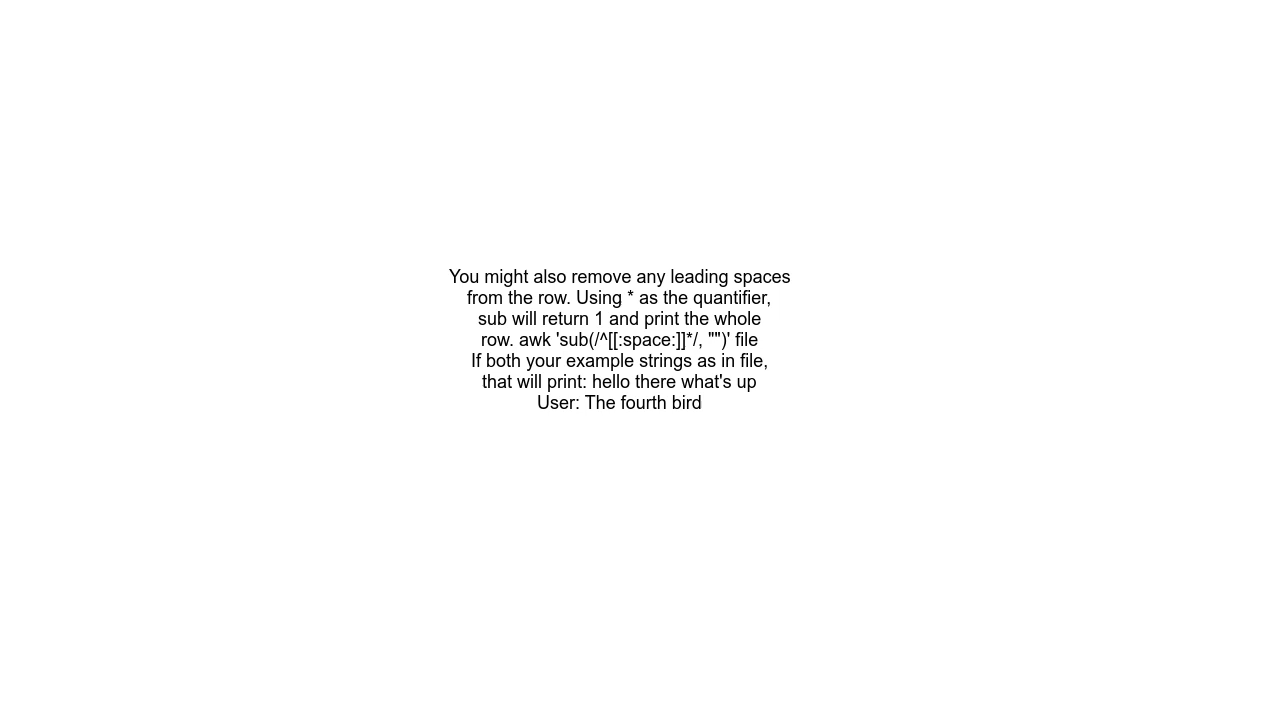 You might also remove any leading spaces
from the row. Using * as the quantifier,
sub will return 1 and print the whole
row. awk 'sub(/^[[:space:]]*/, "")' file
If both your example strings as in file,
that will print: hello there what's up
User: The fourth bird